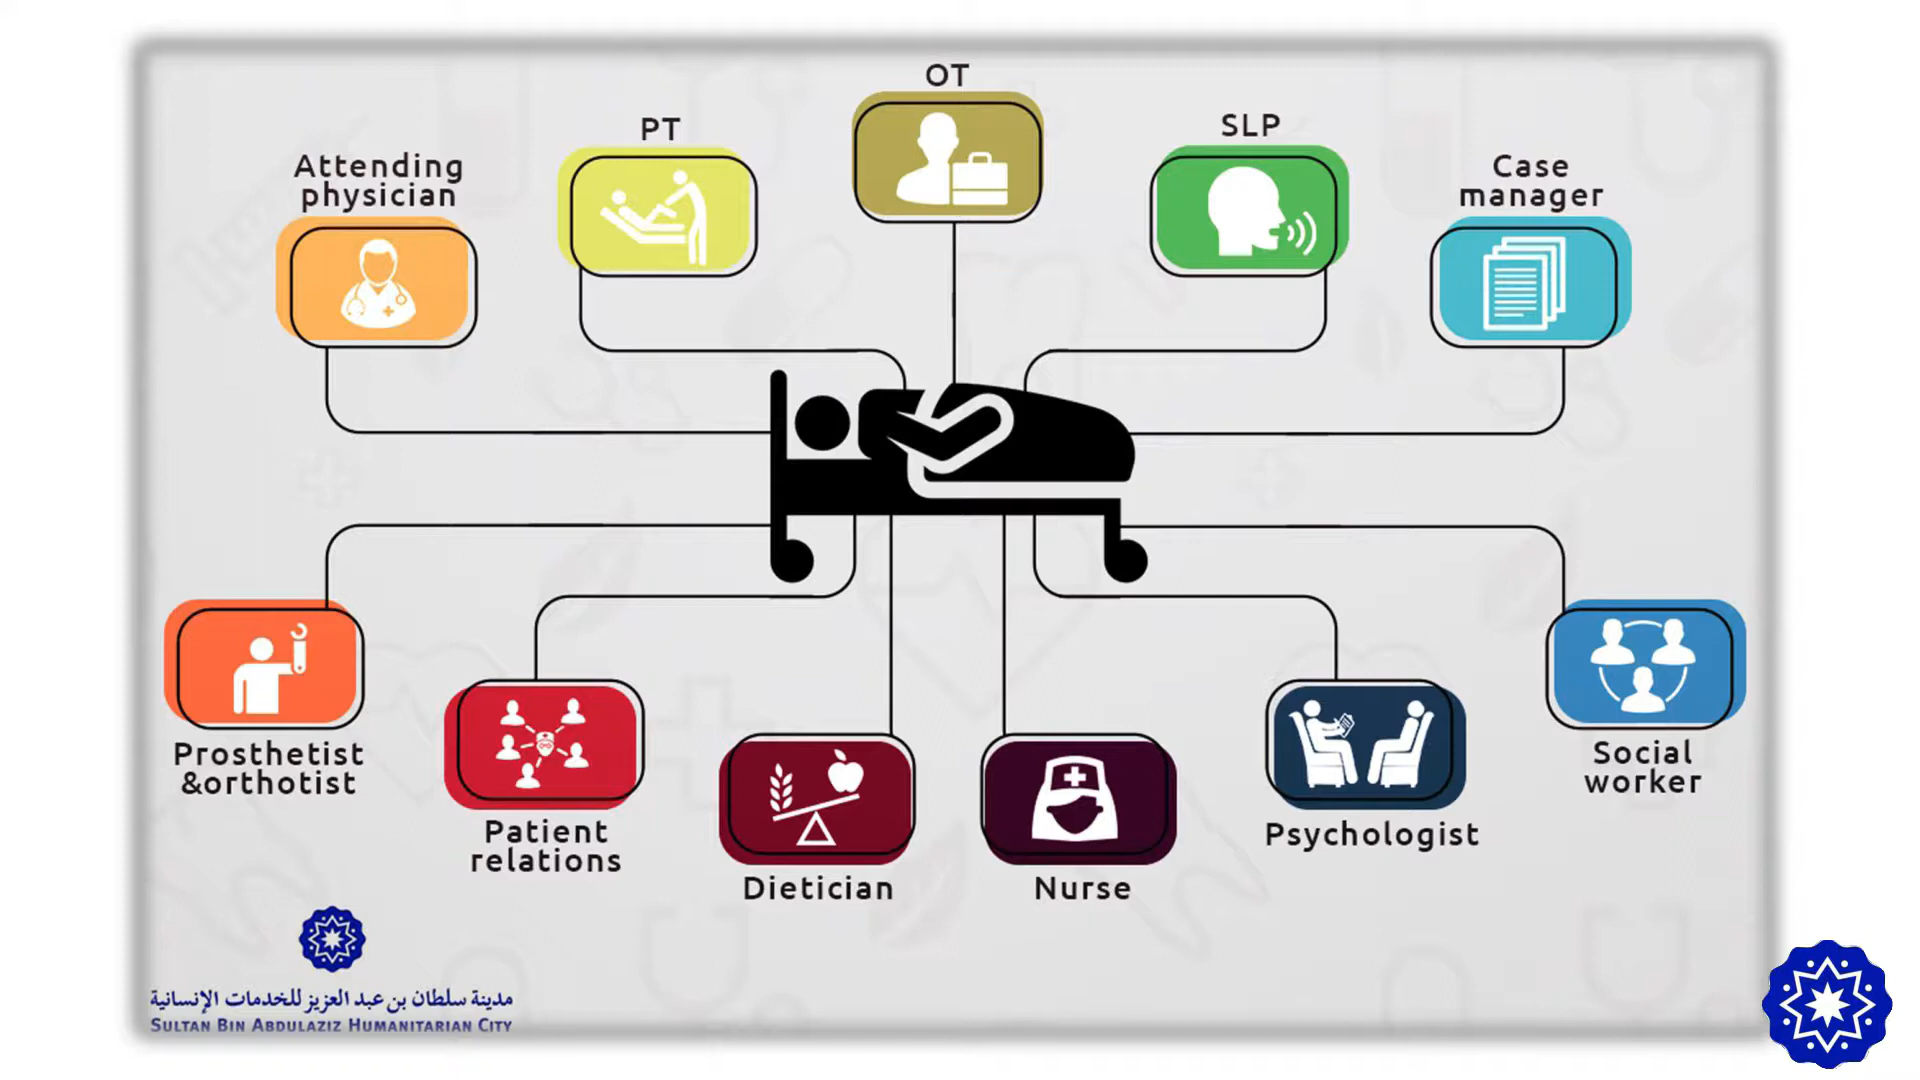 OT
PT
SLP
Attending
physician
Case
manager
Prosthetist
&orthotist
Social
worker
Patient
relations
Psychologist
Dietician
Nurse
مدينة سلطان بن عبد العزيز للخدمات الإنسانية
SULTAN BIN ABDULAZIZ HUMANITARIAN CITY